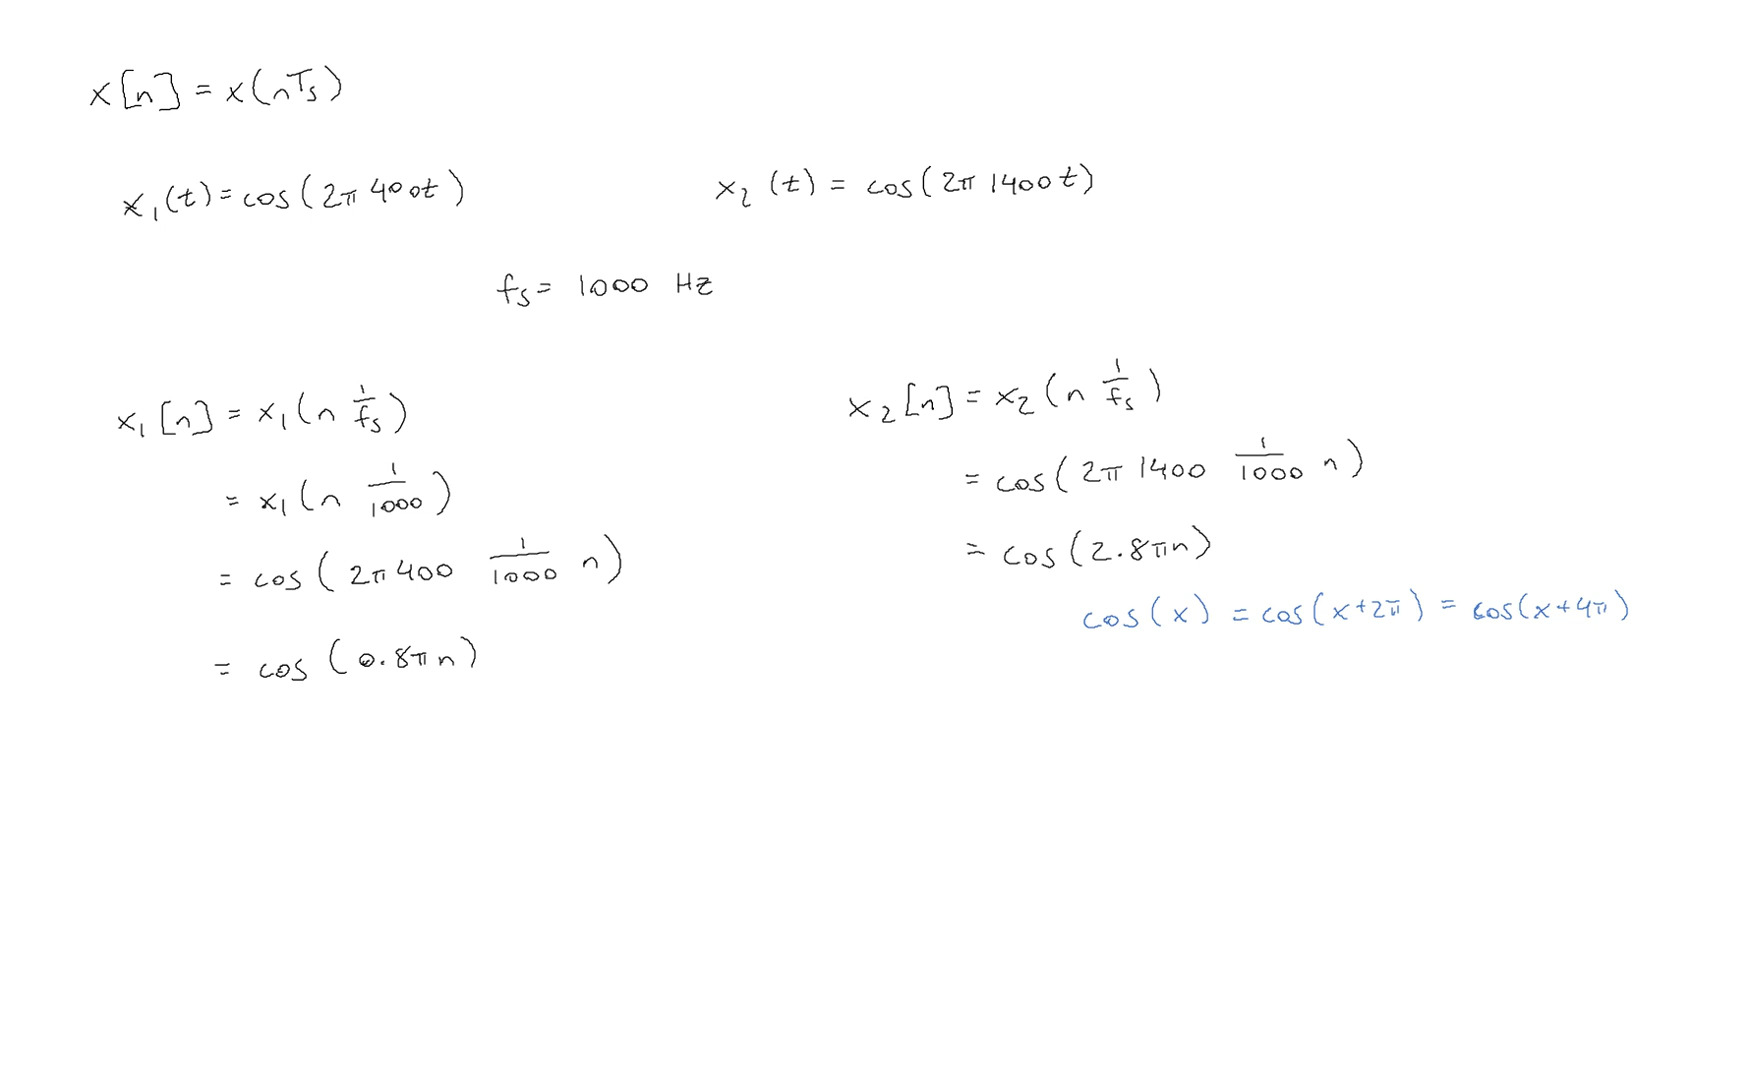 x[n] = x(nTs)
x₁(t) = cos(2π 400t)
x₂(t) = cos(2π 1400t)
fs = 1000 Hz
x₁[n] = x₁(n 1/fs)
= x₁(n 1/1000)
= cos(2π 400 1/1000 n)
= cos(0.8πn)
x₂[n] = x₂(n 1/fs)
= cos(2π 1400 1/1000 n)
= cos(2.8πn)
cos(x) = cos(x+2π) = cos(x+4π)